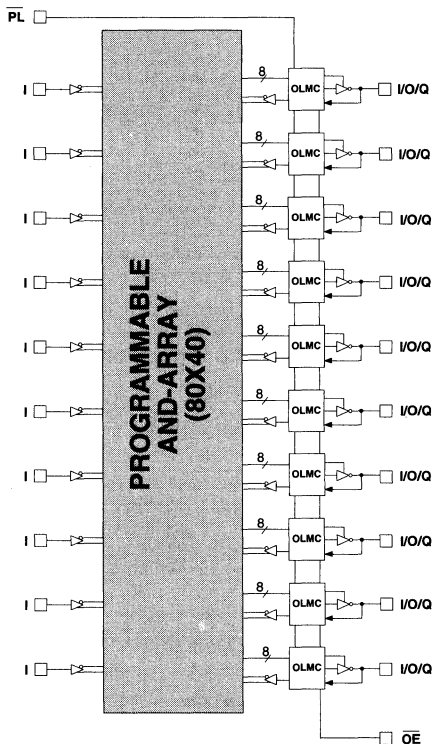 PL
8
I OLMC I/O/Q
8
I OLMC I/O/Q
8
I OLMC I/O/Q
8
I OLMC I/O/Q
8
I OLMC I/O/Q
8
I OLMC I/O/Q
8
I OLMC I/O/Q
8
I OLMC I/O/Q
8
I OLMC I/O/Q
8
I OLMC I/O/Q
PROGRAMMABLE
AND-ARRAY
(80X40)
OE